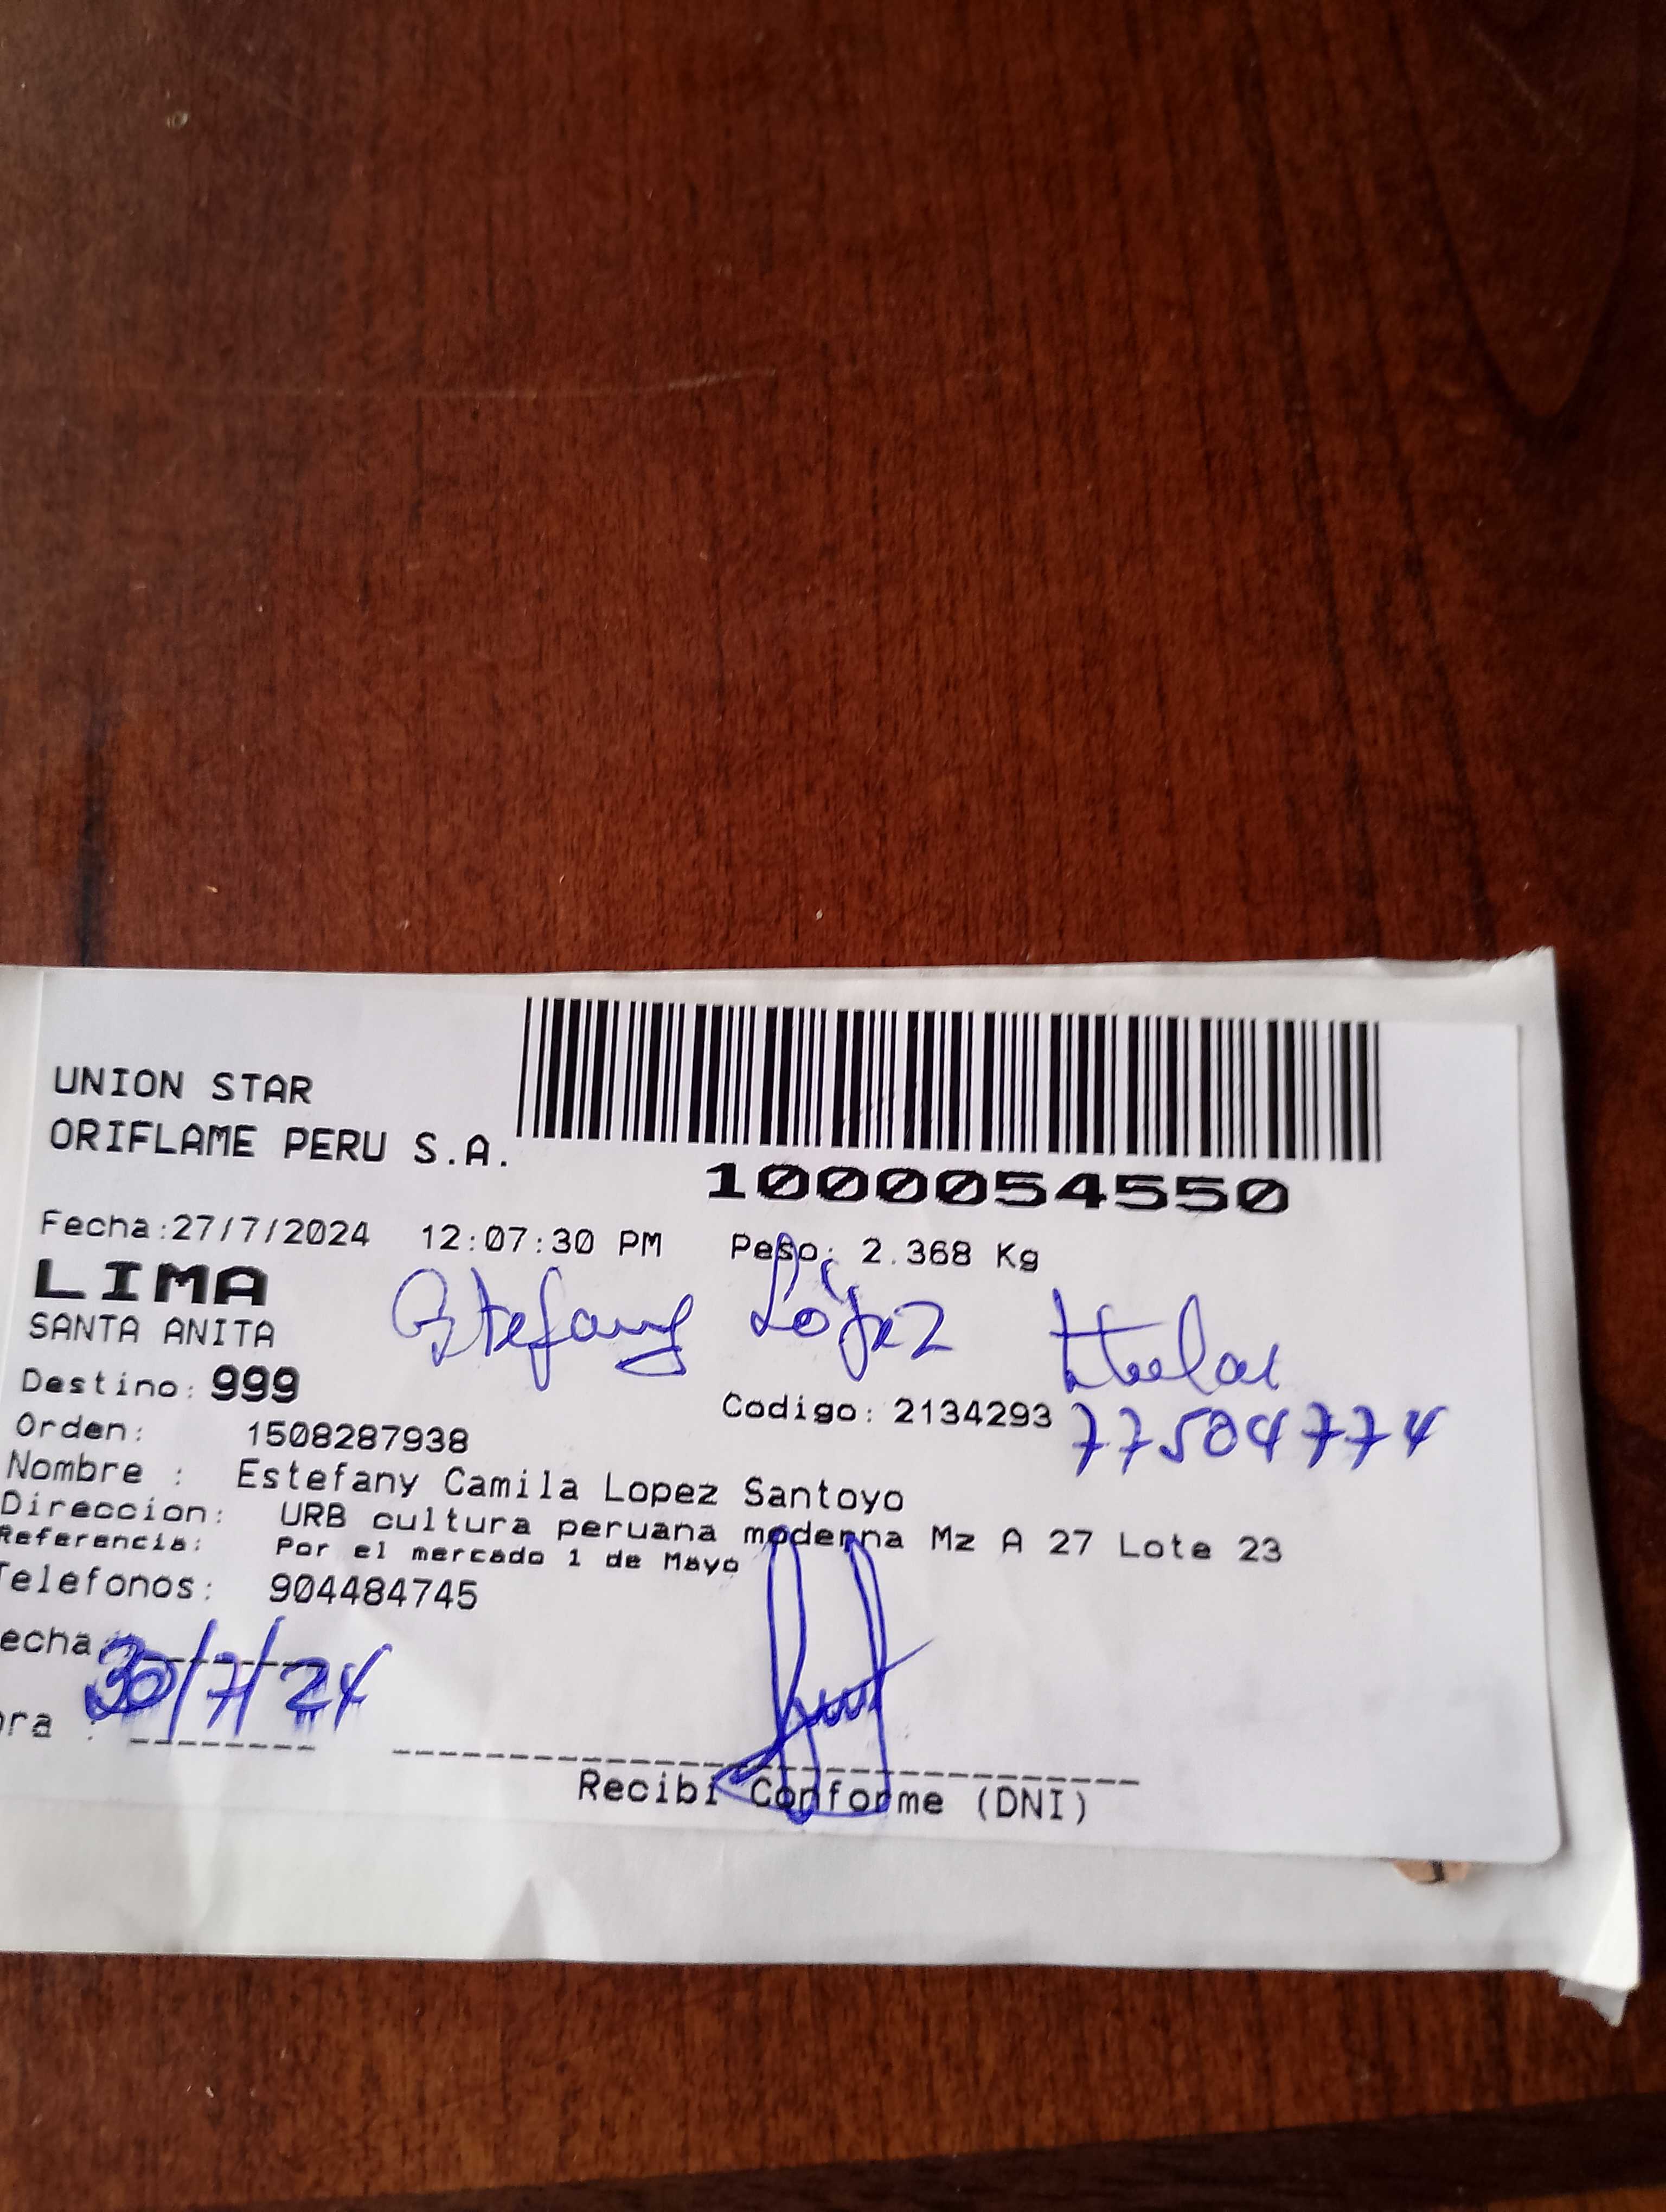 UNION STAR
ORIFLAME PERU S.A.
1000054550
Fecha:27/7/2024 12:07:30 PM Peso: 2.368 Kg
LIMA
SANTA ANITA
Estefany López titular
Destino: 999
Codigo: 2134293 77504774
Orden: 1508287938
Nombre : Estefany Camila Lopez Santoyo
Direccion: URB cultura peruana moderna Mz A 27 Lote 23
Referencia: Por el mercado 1 de Mayo
Telefonos: 904484745
echa 30/7/24
ora :
Recibi Conforme (DNI)